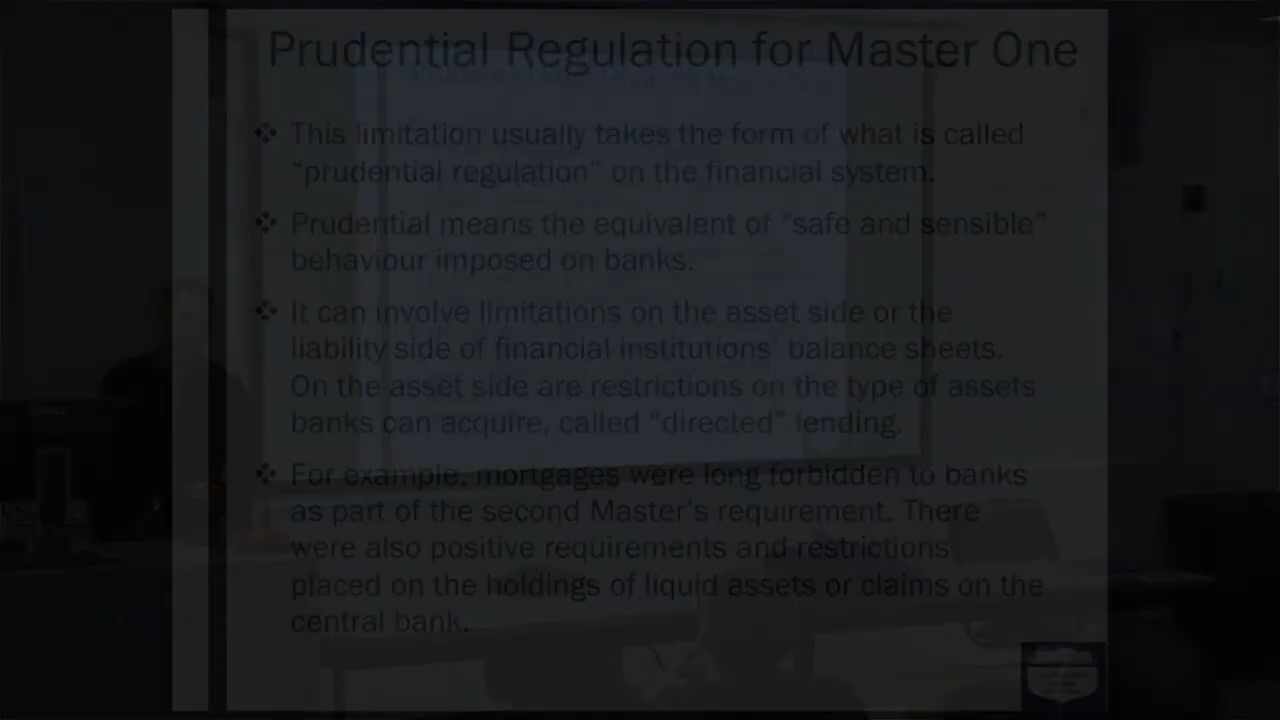 Prudential Regulation for Master One
❖ This limitation usually takes the form of what is called
“prudential regulation” on the financial system.
❖ Prudential means the equivalent of “safe and sensible”
behaviour imposed on banks.
❖ It can involve limitations on the asset side or the
liability side of financial institutions’ balance sheets.
On the asset side are restrictions on the type of assets
banks can acquire, called “directed” lending.
❖ For example, mortgages were long forbidden to banks
as part of the second Master’s requirement. There
were also positive requirements and restrictions
placed on the holdings of liquid assets or claims on the
central bank.